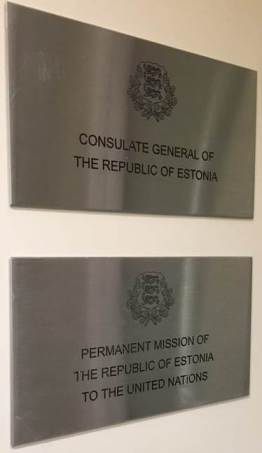 CONSULATE GENERAL OF
THE REPUBLIC OF ESTONIA
PERMANENT MISSION OF
THE REPUBLIC OF ESTONIA
TO THE UNITED NATIONS